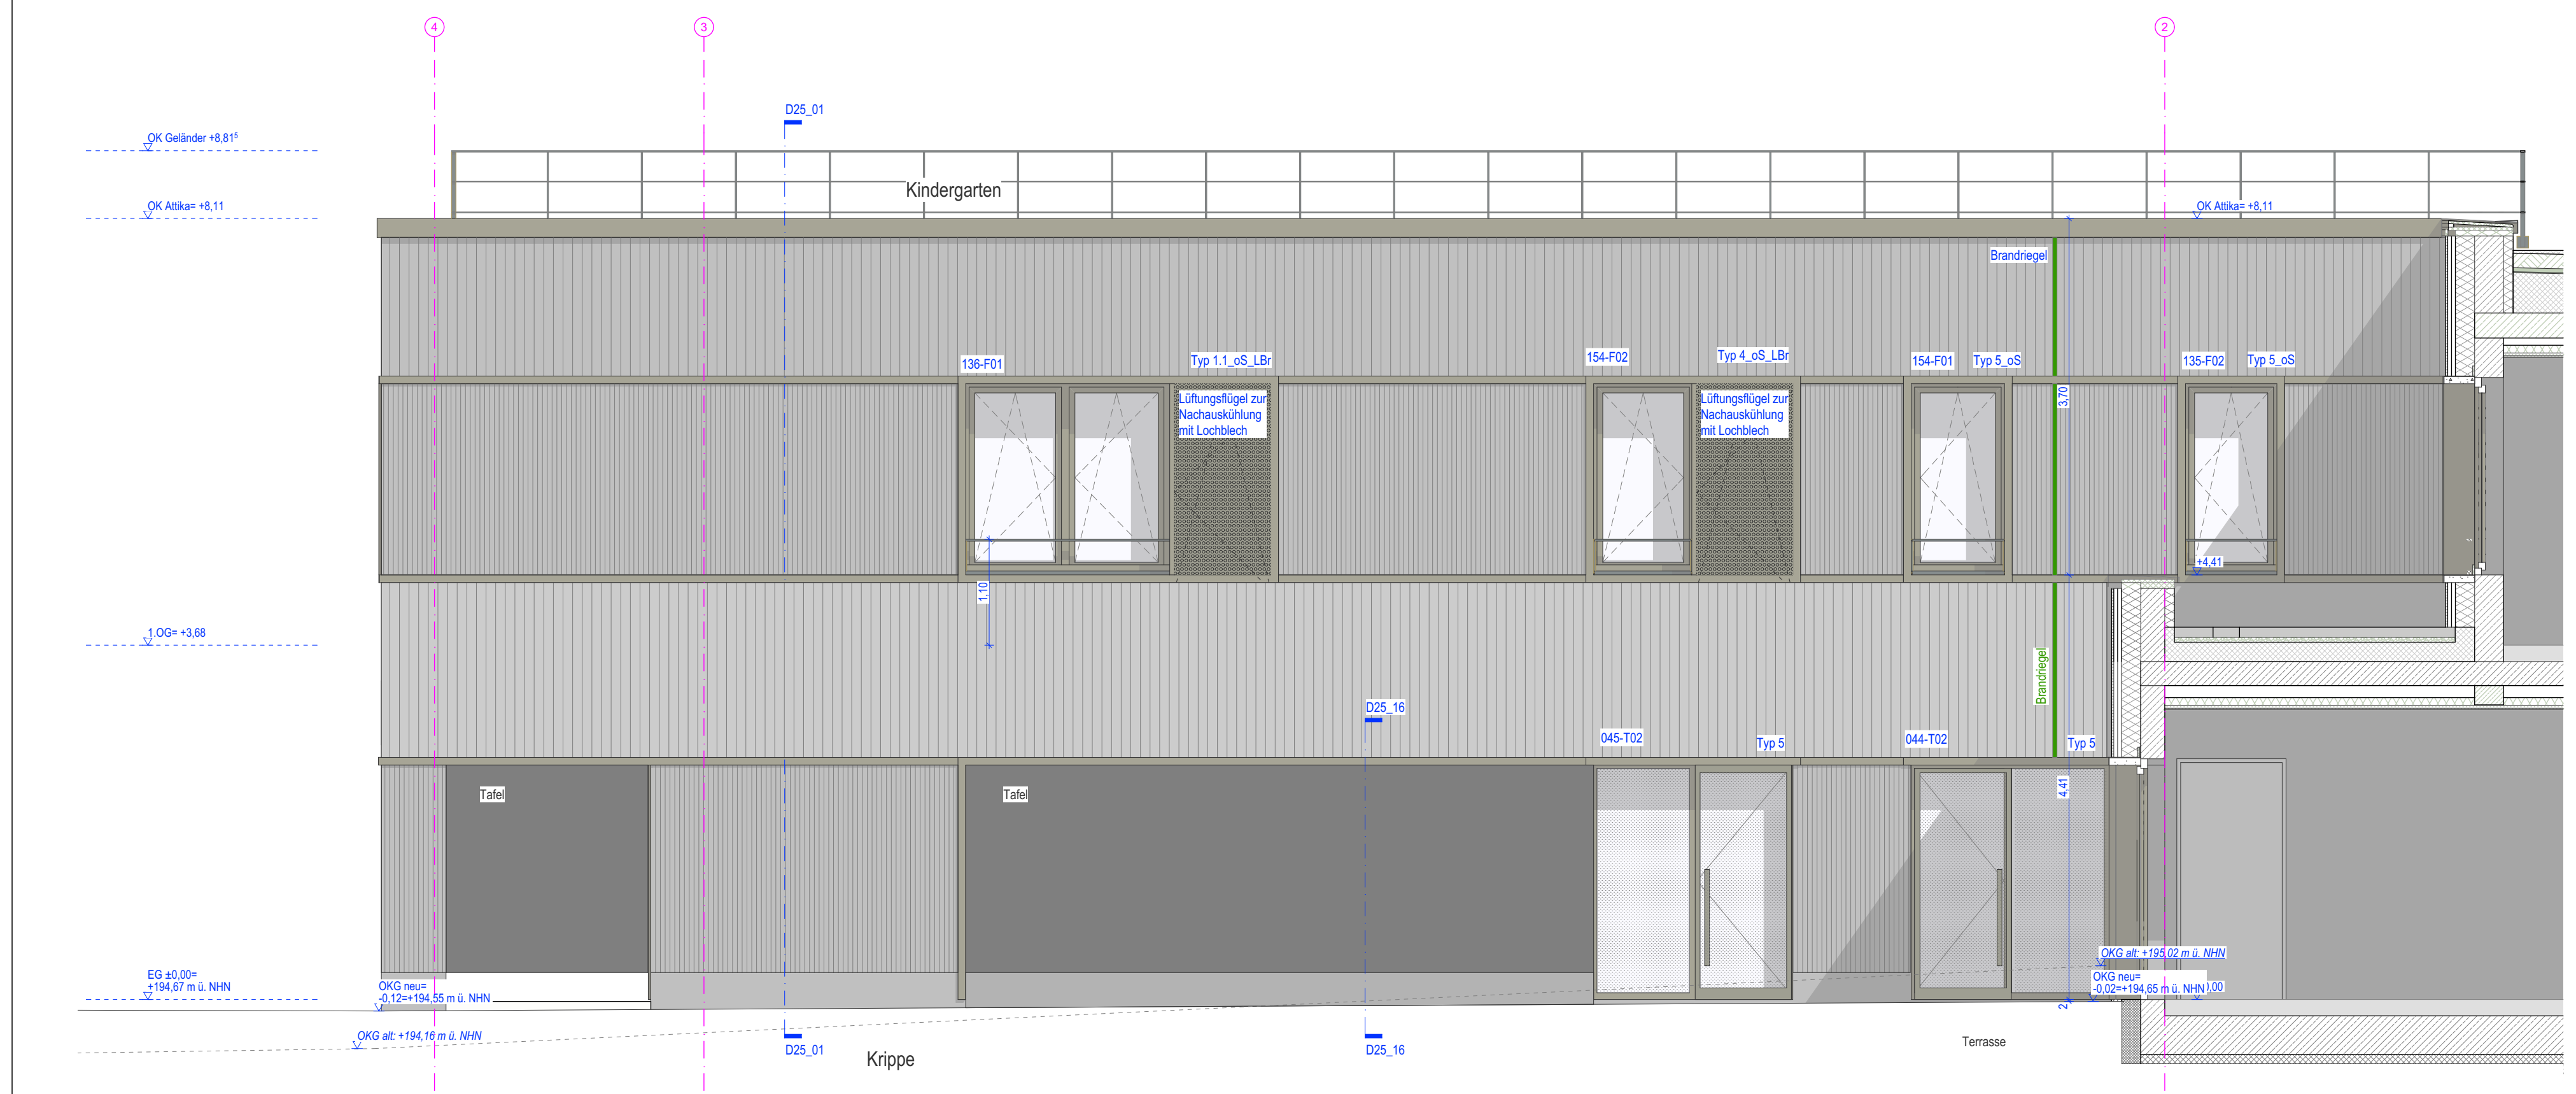 4
3
2
D25_01
OK Geländer +8,81⁵
Kindergarten
OK Attika= +8,11
OK Attika= +8,11
Brandriegel
136-F01
Typ 1.1_oS_LBr
154-F02
Typ 4_oS_LBr
154-F01
Typ 5_oS
135-F02
Typ 5_oS
Lüftungsflügel zur
Nachauskühlung
mit Lochblech
Lüftungsflügel zur
Nachauskühlung
mit Lochblech
3,70
+4,41
1,10
1.OG= +3,68
Brandriegel
D25_16
045-T02
Typ 5
044-T02
Typ 5
Tafel
Tafel
4,41
OKG alt: +195,02 m ü. NHN
EG ±0,00=
+194,67 m ü. NHN
OKG neu=
-0,12=+194,55 m ü. NHN
OKG neu=
-0,02=+194,65 m ü. NHN
),00
2
OKG alt: +194,16 m ü. NHN
D25_01
D25_16
Krippe
Terrasse